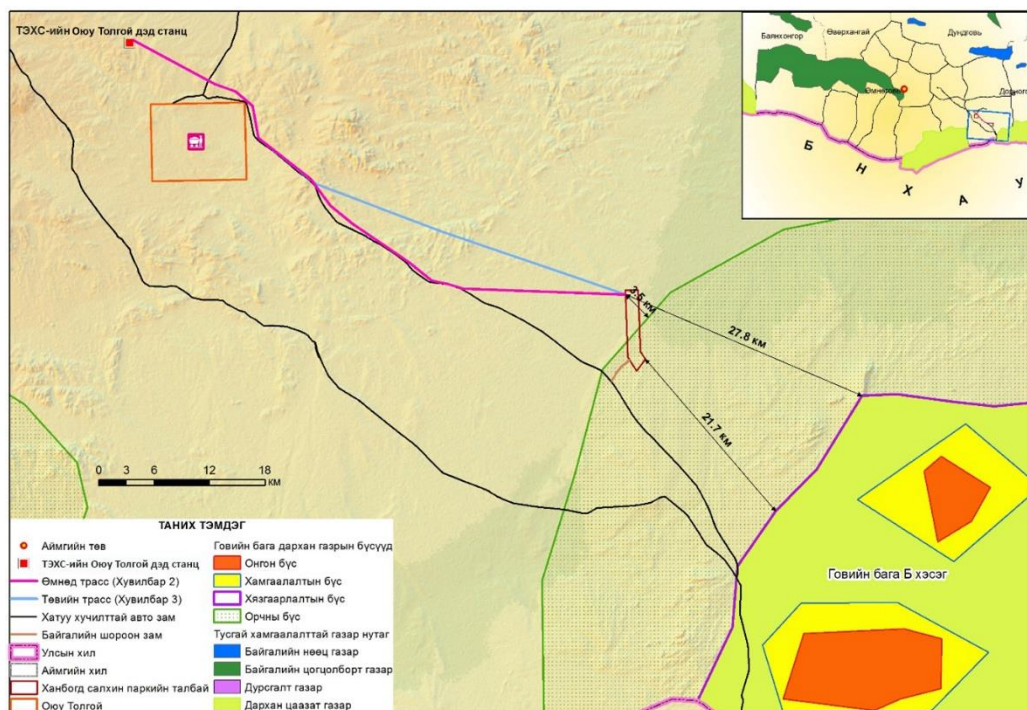 ТЭХС-ийн Оюу Толгой дэд станц
Баянхонгор
Өверхангай
Дундговь
Өмнөговь
Б Н Х А У
3.5 км
27.8 км
21.7 км
0 3 6 12 18
КМ
Говийн бага Б хэсэг
ТАНИХ ТЭМДЭГ
Аймгийн төв
ТЭХС-ийн Оюу Толгой дэд станц
Өмнөд трасс (Хувилбар 2)
Төвийн трасс (Хувилбар 3)
Хатуу хучилттай авто зам
Байгалийн шороон зам
Улсын хил
Аймгийн хил
Ханбогд салхин паркийн талбай
Оюу Толгой
Говийн бага дархан газрын бүсүүд
Онгон бүс
Хамгаалалтын бүс
Хязгаарлалтын бүс
Орчны бүс
Тусгай хамгаалалттай газар нутаг
Байгалийн нөөц газар
Байгалийн цогцолборт газар
Дурсгалт газар
Дархан цаазат газар